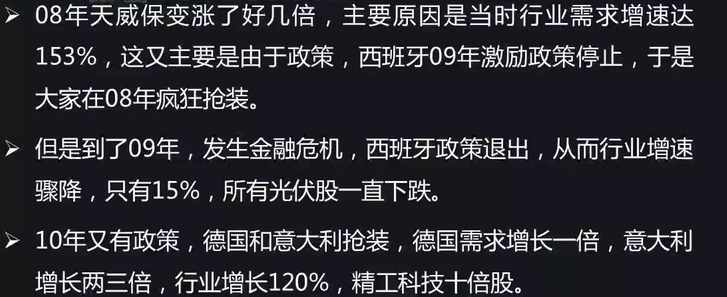 ➢ 08年天威保变涨了好几倍，主要原因是当时行业需求增速达
153%，这又主要是由于政策，西班牙09年激励政策停止，于是
大家在08年疯狂抢装。
➢ 但是到了09年，发生金融危机，西班牙政策退出，从而行业增速
骤降，只有15%，所有光伏股一直下跌。
➢ 10年又有政策，德国和意大利抢装，德国需求增长一倍，意大利
增长两三倍，行业增长120%，精工科技十倍股。